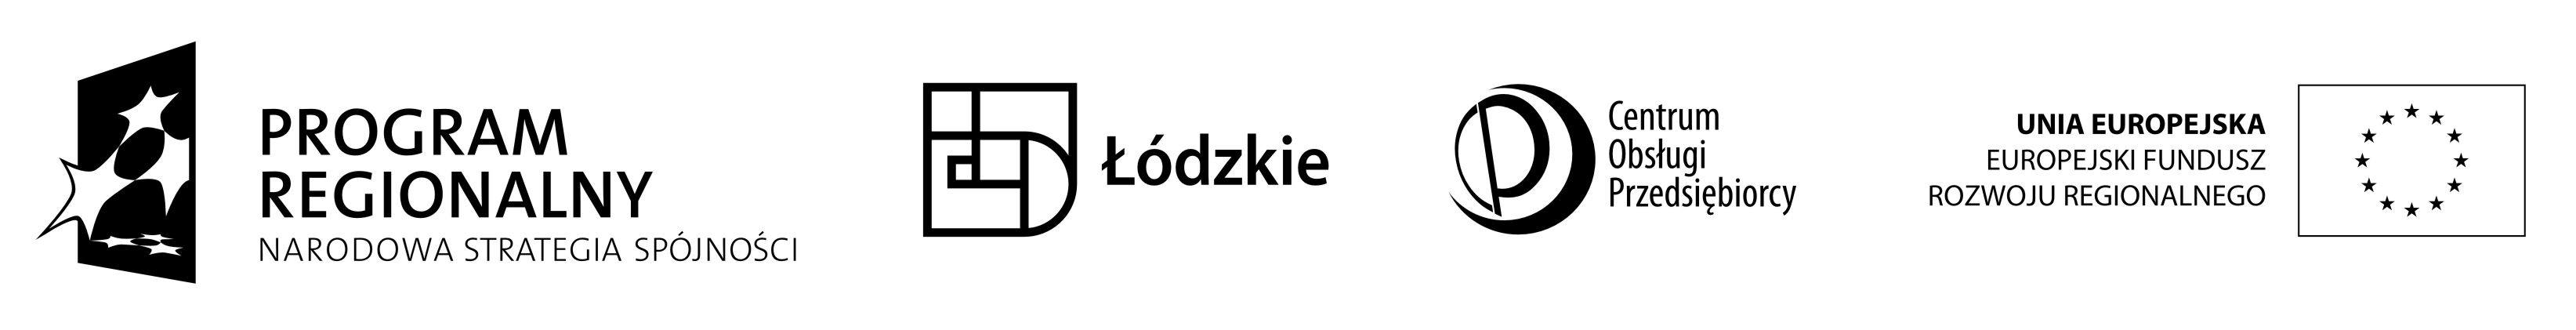 PROGRAM
REGIONALNY
NARODOWA STRATEGIA SPÓJNOŚCI
Łódzkie
Centrum
Obsługi
Przedsiębiorcy
UNIA EUROPEJSKA
EUROPEJSKI FUNDUSZ
ROZWOJU REGIONALNEGO